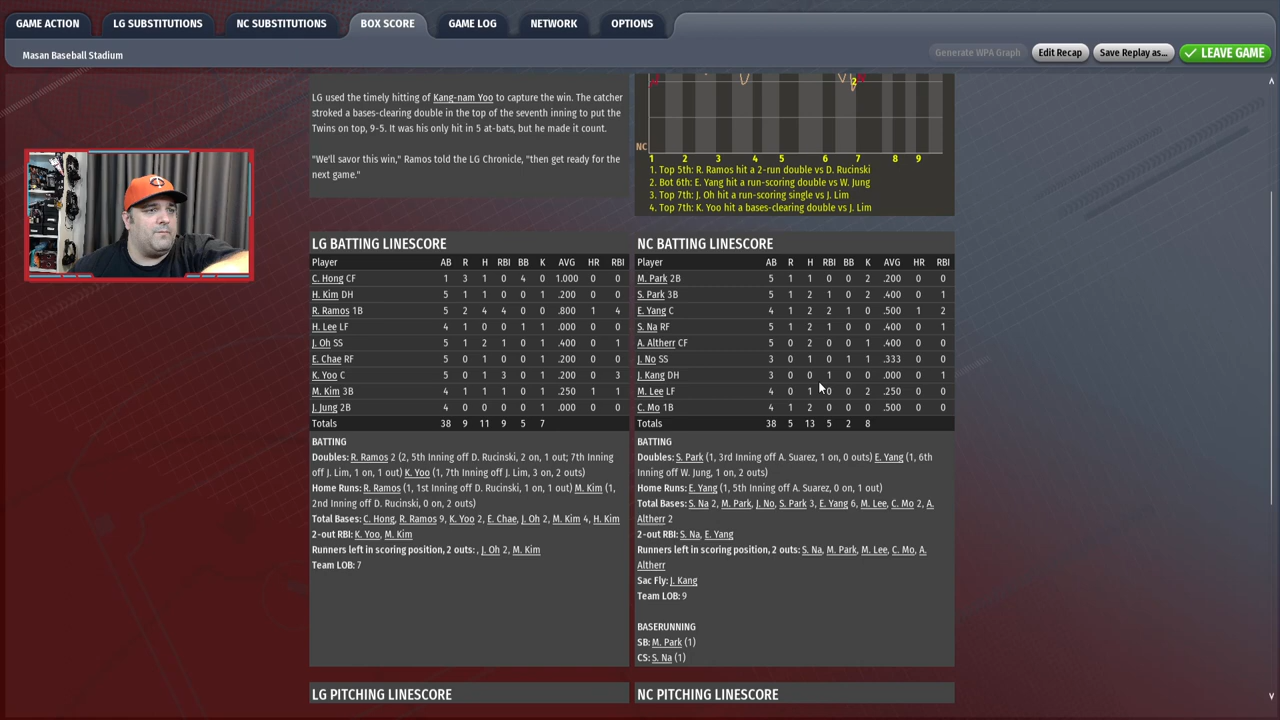 GAME ACTION
LG SUBSTITUTIONS
NC SUBSTITUTIONS
BOX SCORE
GAME LOG
NETWORK
OPTIONS
Masan Baseball Stadium
Generate WPA Graph
Edit Recap
Save Replay as...
LEAVE GAME
LG used the timely hitting of Kang-nam Yoo to capture the win. The catcher
stroked a bases-clearing double in the top of the seventh inning to put the
Twins on top, 9-5. It was his only hit in 5 at-bats, but he made it count.
"We'll savor this win," Ramos told the LG Chronicle, "then get ready for the
next game."
2
NC
1 2 3 4 5 6 7 8 9
1. Top 5th: R. Ramos hit a 2-run double vs D. Rucinski
2. Bot 6th: E. Yang hit a run-scoring double vs W. Jung
3. Top 7th: J. Oh hit a run-scoring single vs J. Lim
4. Top 7th: K. Yoo hit a bases-clearing double vs J. Lim
LG BATTING LINESCORE
Player AB R H RBI BB K AVG HR RBI
C. Hong CF 1 3 1 0 4 0 1.000 0 0
H. Kim DH 5 1 1 0 0 1 .200 0 0
R. Ramos 1B 5 2 4 4 0 0 .800 1 4
H. Lee LF 4 1 0 0 1 1 .000 0 0
J. Oh SS 5 1 2 1 0 1 .400 0 1
E. Chae RF 5 0 1 0 0 1 .200 0 0
K. Yoo C 5 0 1 3 0 1 .200 0 3
M. Kim 3B 4 1 1 1 0 1 .250 1 1
J. Jung 2B 4 0 0 0 0 1 .000 0 0
Totals 38 9 11 9 5 7
BATTING
Doubles: R. Ramos 2 (2, 5th Inning off D. Rucinski, 2 on, 1 out; 7th Inning
off J. Lim, 1 on, 1 out) K. Yoo (1, 7th Inning off J. Lim, 3 on, 2 outs)
Home Runs: R. Ramos (1, 1st Inning off D. Rucinski, 1 on, 1 out) M. Kim (1,
2nd Inning off D. Rucinski, 0 on, 2 outs)
Total Bases: C. Hong, R. Ramos 9, K. Yoo 2, E. Chae, J. Oh 2, M. Kim 4, H. Kim
2-out RBI: K. Yoo, M. Kim
Runners left in scoring position, 2 outs: , J. Oh 2, M. Kim
Team LOB: 7
NC BATTING LINESCORE
Player AB R H RBI BB K AVG HR RBI
M. Park 2B 5 1 1 0 0 2 .200 0 0
S. Park 3B 5 1 2 1 0 2 .400 0 1
E. Yang C 4 1 2 2 1 0 .500 1 2
S. Na RF 5 1 2 1 0 0 .400 0 1
A. Altherr CF 5 0 2 0 0 1 .400 0 0
J. No SS 3 0 1 0 1 1 .333 0 0
J. Kang DH 3 0 0 1 0 0 .000 0 1
M. Lee LF 4 0 1 0 0 2 .250 0 0
C. Mo 1B 4 1 2 0 0 0 .500 0 0
Totals 38 5 13 5 2 8
BATTING
Doubles: S. Park (1, 3rd Inning off A. Suarez, 1 on, 0 outs) E. Yang (1, 6th
Inning off W. Jung, 1 on, 2 outs)
Home Runs: E. Yang (1, 5th Inning off A. Suarez, 0 on, 1 out)
Total Bases: S. Na 2, M. Park, J. No, S. Park 3, E. Yang 6, M. Lee, C. Mo 2, A.
Altherr 2
2-out RBI: S. Na, E. Yang
Runners left in scoring position, 2 outs: S. Na, M. Park, M. Lee, C. Mo, A.
Altherr
Sac Fly: J. Kang
Team LOB: 9
BASERUNNING
SB: M. Park (1)
CS: S. Na (1)
LG PITCHING LINESCORE
NC PITCHING LINESCORE